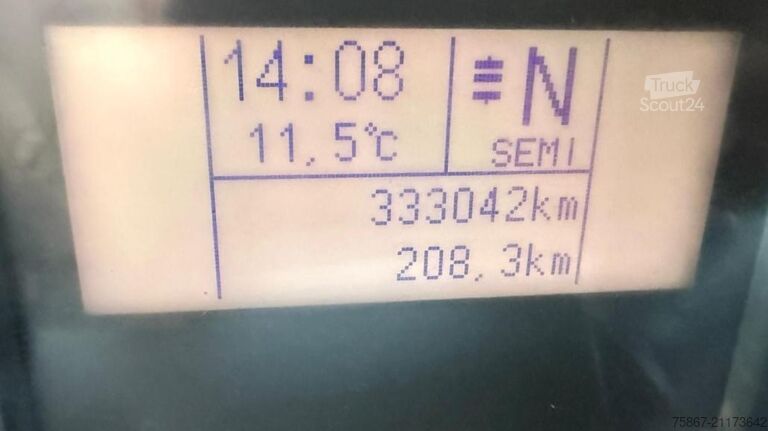 14:08
N
11,5°C
SEMI
333042km
208,3km
Truck
Scout24
75867-21173642